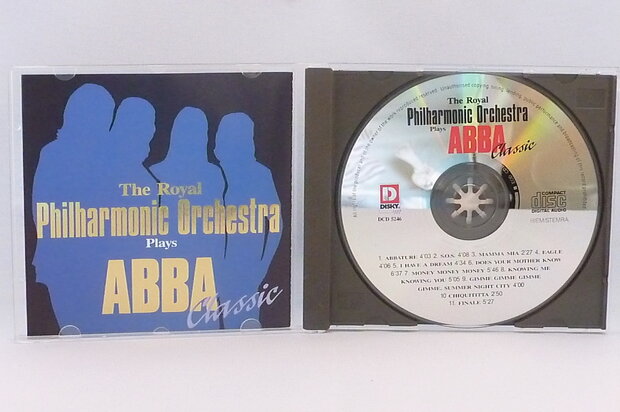 The Royal
Philharmonic Orchestra
Plays
ABBA
Classic
The Royal
Philharmonic Orchestra
Plays
ABBA
Classic
D
DISKY
DCD 5246
COMPACT
disc
DIGITAL AUDIO
BIEM/STEMRA
1. ABBATURE 4'03 2. S.O.S. 4'08 3. MAMMA MIA 2'27 4. EAGLE
4'06 5. I HAVE A DREAM 4'34 6. DOES YOUR MOTHER KNOW
6'37 7. MONEY MONEY MONEY 5'46 8. KNOWING ME
KNOWING YOU 5'05 9. GIMME GIMME GIMME
GIMME, SUMMER NIGHT CITY 4'00
10 CHIQUITITTA 2'50
11. FINALE 5'27